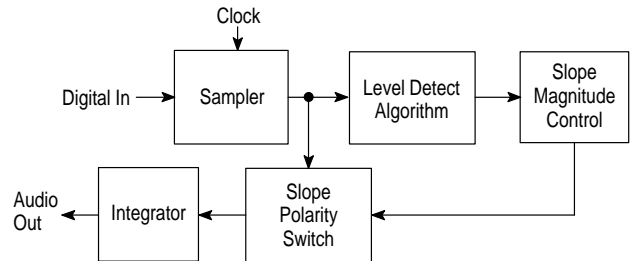 Clock
Digital In
Sampler
Level Detect
Algorithm
Slope
Magnitude
Control
Audio
Out
Integrator
Slope
Polarity
Switch